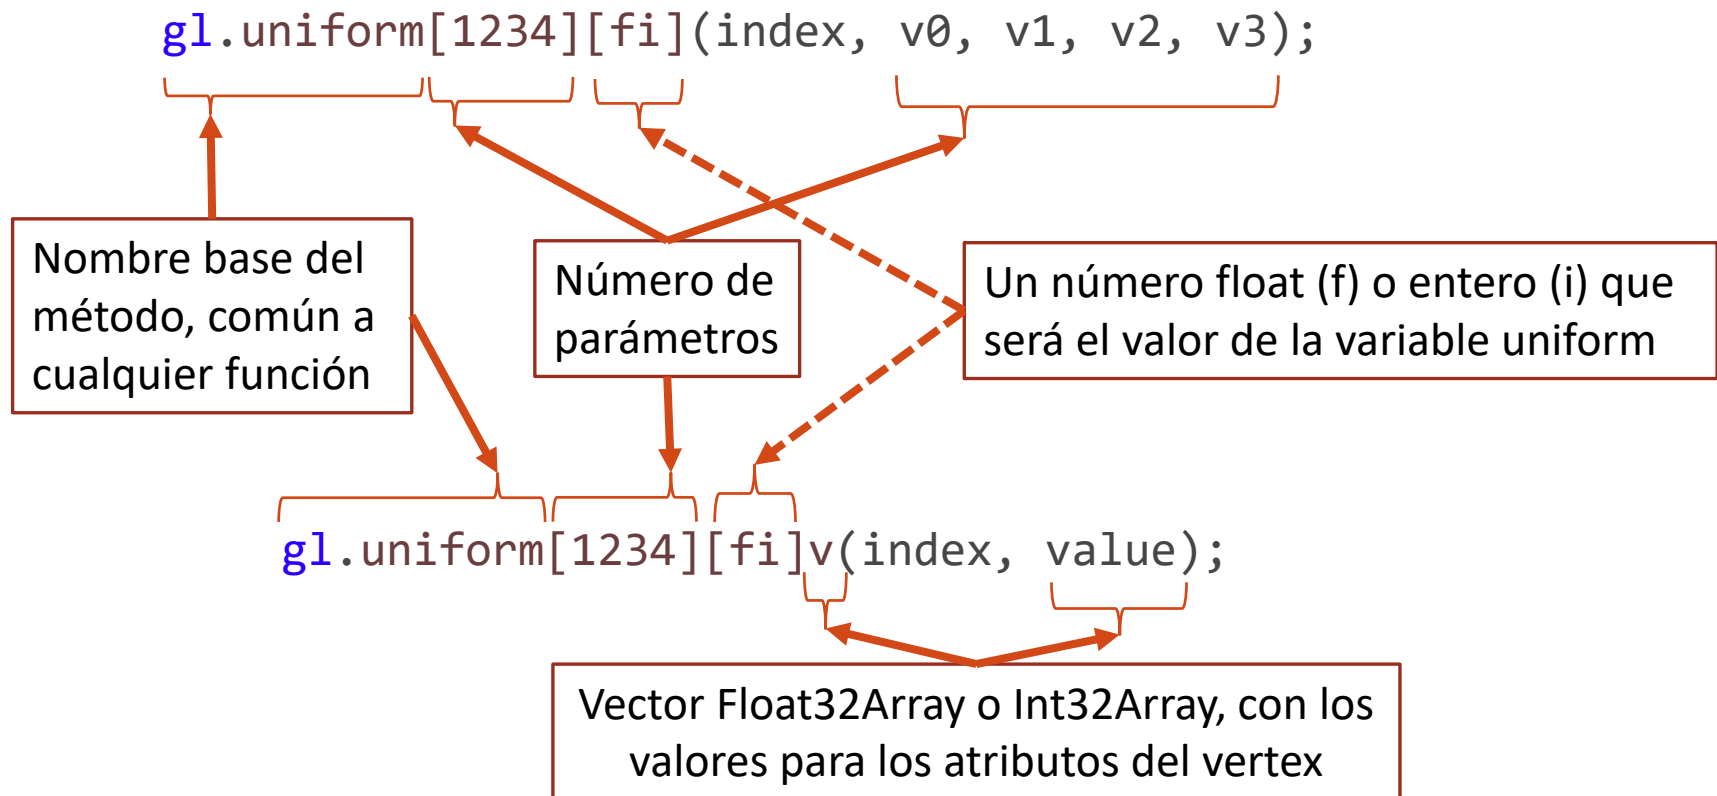 gl.uniform[1234][fi](index, v0, v1, v2, v3);
Nombre base del
método, común a
cualquier función
Número de
parámetros
Un número float (f) o entero (i) que
será el valor de la variable uniform
gl.uniform[1234][fi]v(index, value);
Vector Float32Array o Int32Array, con los
valores para los atributos del vertex